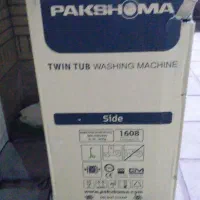 PAKSHOMA
TWIN TUB WASHING MACHINE
Side
1608
www.pakshoma.com